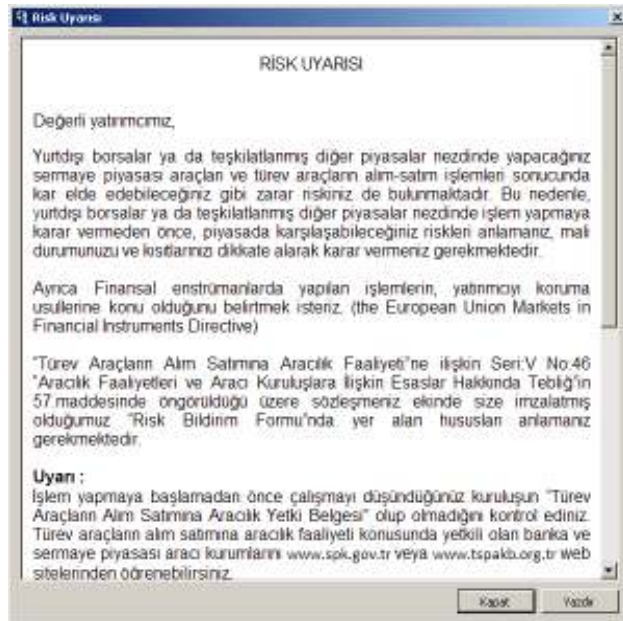 Risk Uyarısı
RİSK UYARISI
Değerli yatırımcımız,
Yurtdışı borsalar ya da teşkilatlanmış diğer piyasalar nezdinde yapacağınız
sermaye piyasası araçları ve türev araçların alım-satım işlemleri sonucunda
kar elde edebileceğiniz gibi zarar riskiniz de bulunmaktadır. Bu nedenle,
yurtdışı borsalar ya da teşkilatlanmış diğer piyasalar nezdinde işlem yapmaya
karar vermeden önce, piyasada karşılaşabileceğiniz riskleri anlamanız, mali
durumunuzu ve kısıtlarınızı dikkate alarak karar vermeniz gerekmektedir.
Ayrıca Finansal enstrümanlarda yapılan işlemlerin, yatırımcıyı koruma
usullerine konu olduğunu belirtmek isteriz. (the European Union Markets in
Financial Instruments Directive)
"Türev Araçların Alım Satımına Aracılık Faaliyeti"ne ilişkin Seri:V No:46
"Aracılık Faaliyetleri ve Aracı Kuruluşlara İlişkin Esaslar Hakkında Tebliğ"in
57.maddesinde öngörüldüğü üzere sözleşmeniz ekinde size imzalatmış
olduğumuz "Risk Bildirim Formu"nda yer alan hususları anlamanız
gerekmektedir.
Uyarı :
İşlem yapmaya başlamadan önce çalışmayı düşündüğünüz kuruluşun "Türev
Araçların Alım Satımına Aracılık Yetki Belgesi" olup olmadığını kontrol ediniz.
Türev araçların alım satımına aracılık faaliyeti konusunda yetkili olan banka ve
sermaye piyasası aracı kurumlarını www.spk.gov.tr veya www.tspakb.org.tr web
sitelerinden öğrenebilirsiniz.
Kapat Yazdır